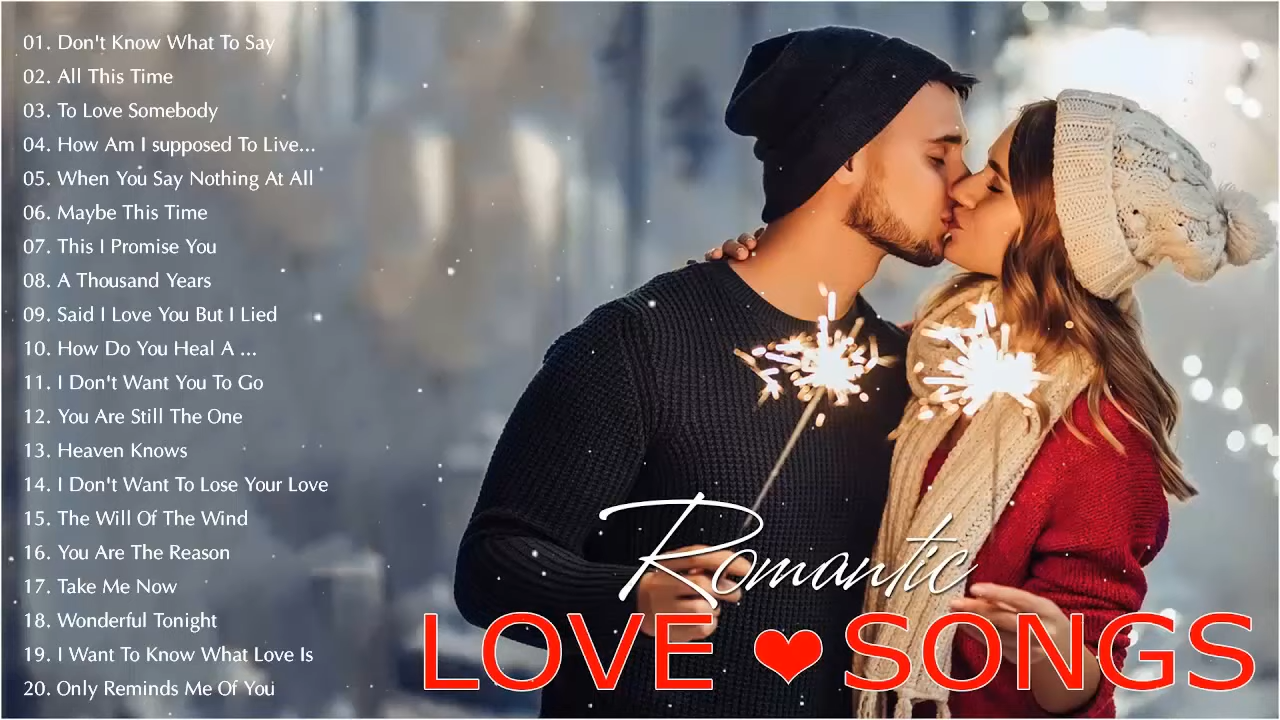 01. Don't Know What To Say
02. All This Time
03. To Love Somebody
04. How Am I supposed To Live...
05. When You Say Nothing At All
06. Maybe This Time
07. This I Promise You
08. A Thousand Years
09. Said I Love You But I Lied
10. How Do You Heal A ...
11. I Don't Want You To Go
12. You Are Still The One
13. Heaven Knows
14. I Don't Want To Lose Your Love
15. The Will Of The Wind
16. You Are The Reason
17. Take Me Now
18. Wonderful Tonight
19. I Want To Know What Love Is
20. Only Reminds Me Of You
Romantic
LOVE ❤ SONGS